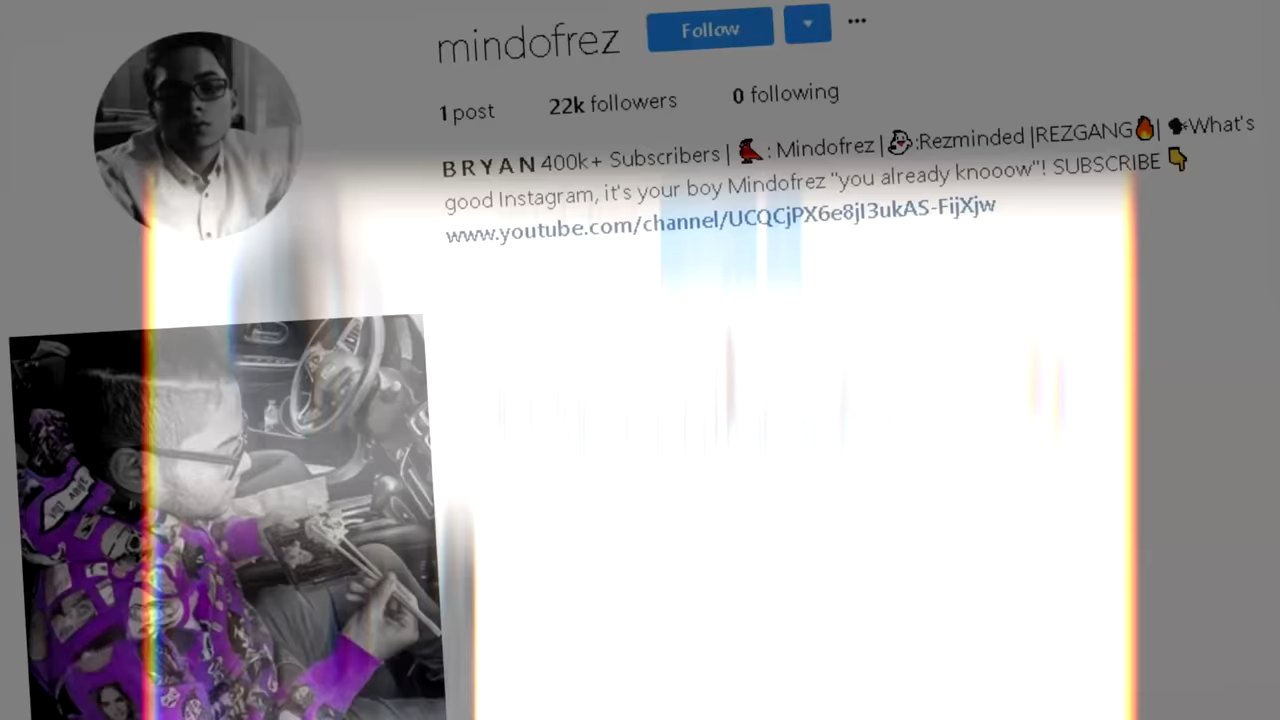 mindofrez Follow
1 post 22k followers 0 following
B R Y A N 400k+ Subscribers | 🐦: Mindofrez |👻:Rezminded |REZGANG🔥| 🗣What's
good Instagram, it's your boy Mindofrez "you already knooow"! SUBSCRIBE 👇
www.youtube.com/channel/UCQCjPX6e8jI3ukAS-FijXjw